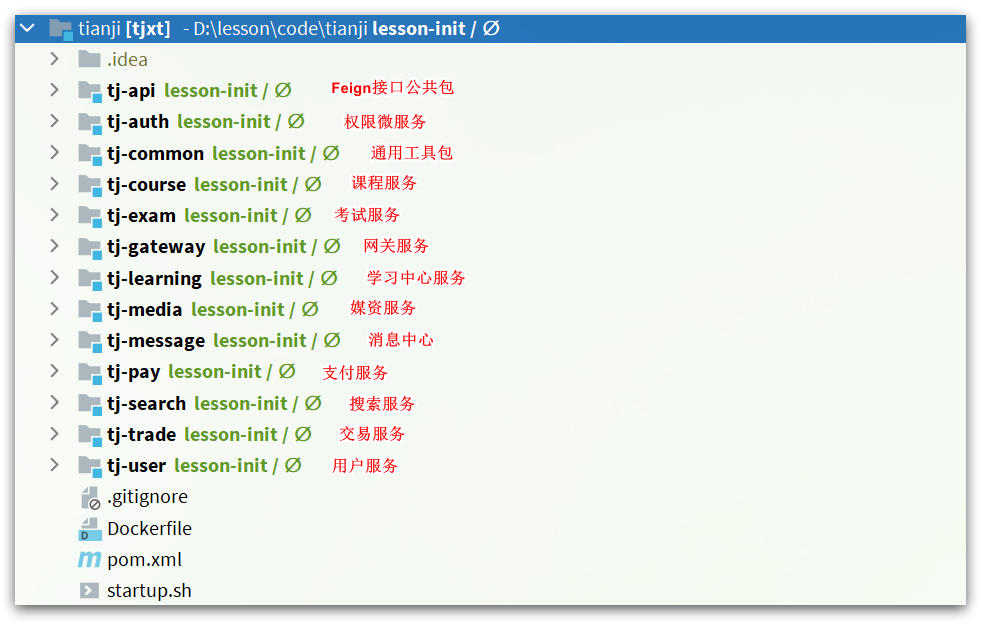 tianji [tjxt] - D:\lesson\code\tianji lesson-init / Ø
.idea
tj-api lesson-init / Ø Feign接口公共包
tj-auth lesson-init / Ø 权限微服务
tj-common lesson-init / Ø 通用工具包
tj-course lesson-init / Ø 课程服务
tj-exam lesson-init / Ø 考试服务
tj-gateway lesson-init / Ø 网关服务
tj-learning lesson-init / Ø 学习中心服务
tj-media lesson-init / Ø 媒资服务
tj-message lesson-init / Ø 消息中心
tj-pay lesson-init / Ø 支付服务
tj-search lesson-init / Ø 搜索服务
tj-trade lesson-init / Ø 交易服务
tj-user lesson-init / Ø 用户服务
.gitignore
Dockerfile
pom.xml
startup.sh